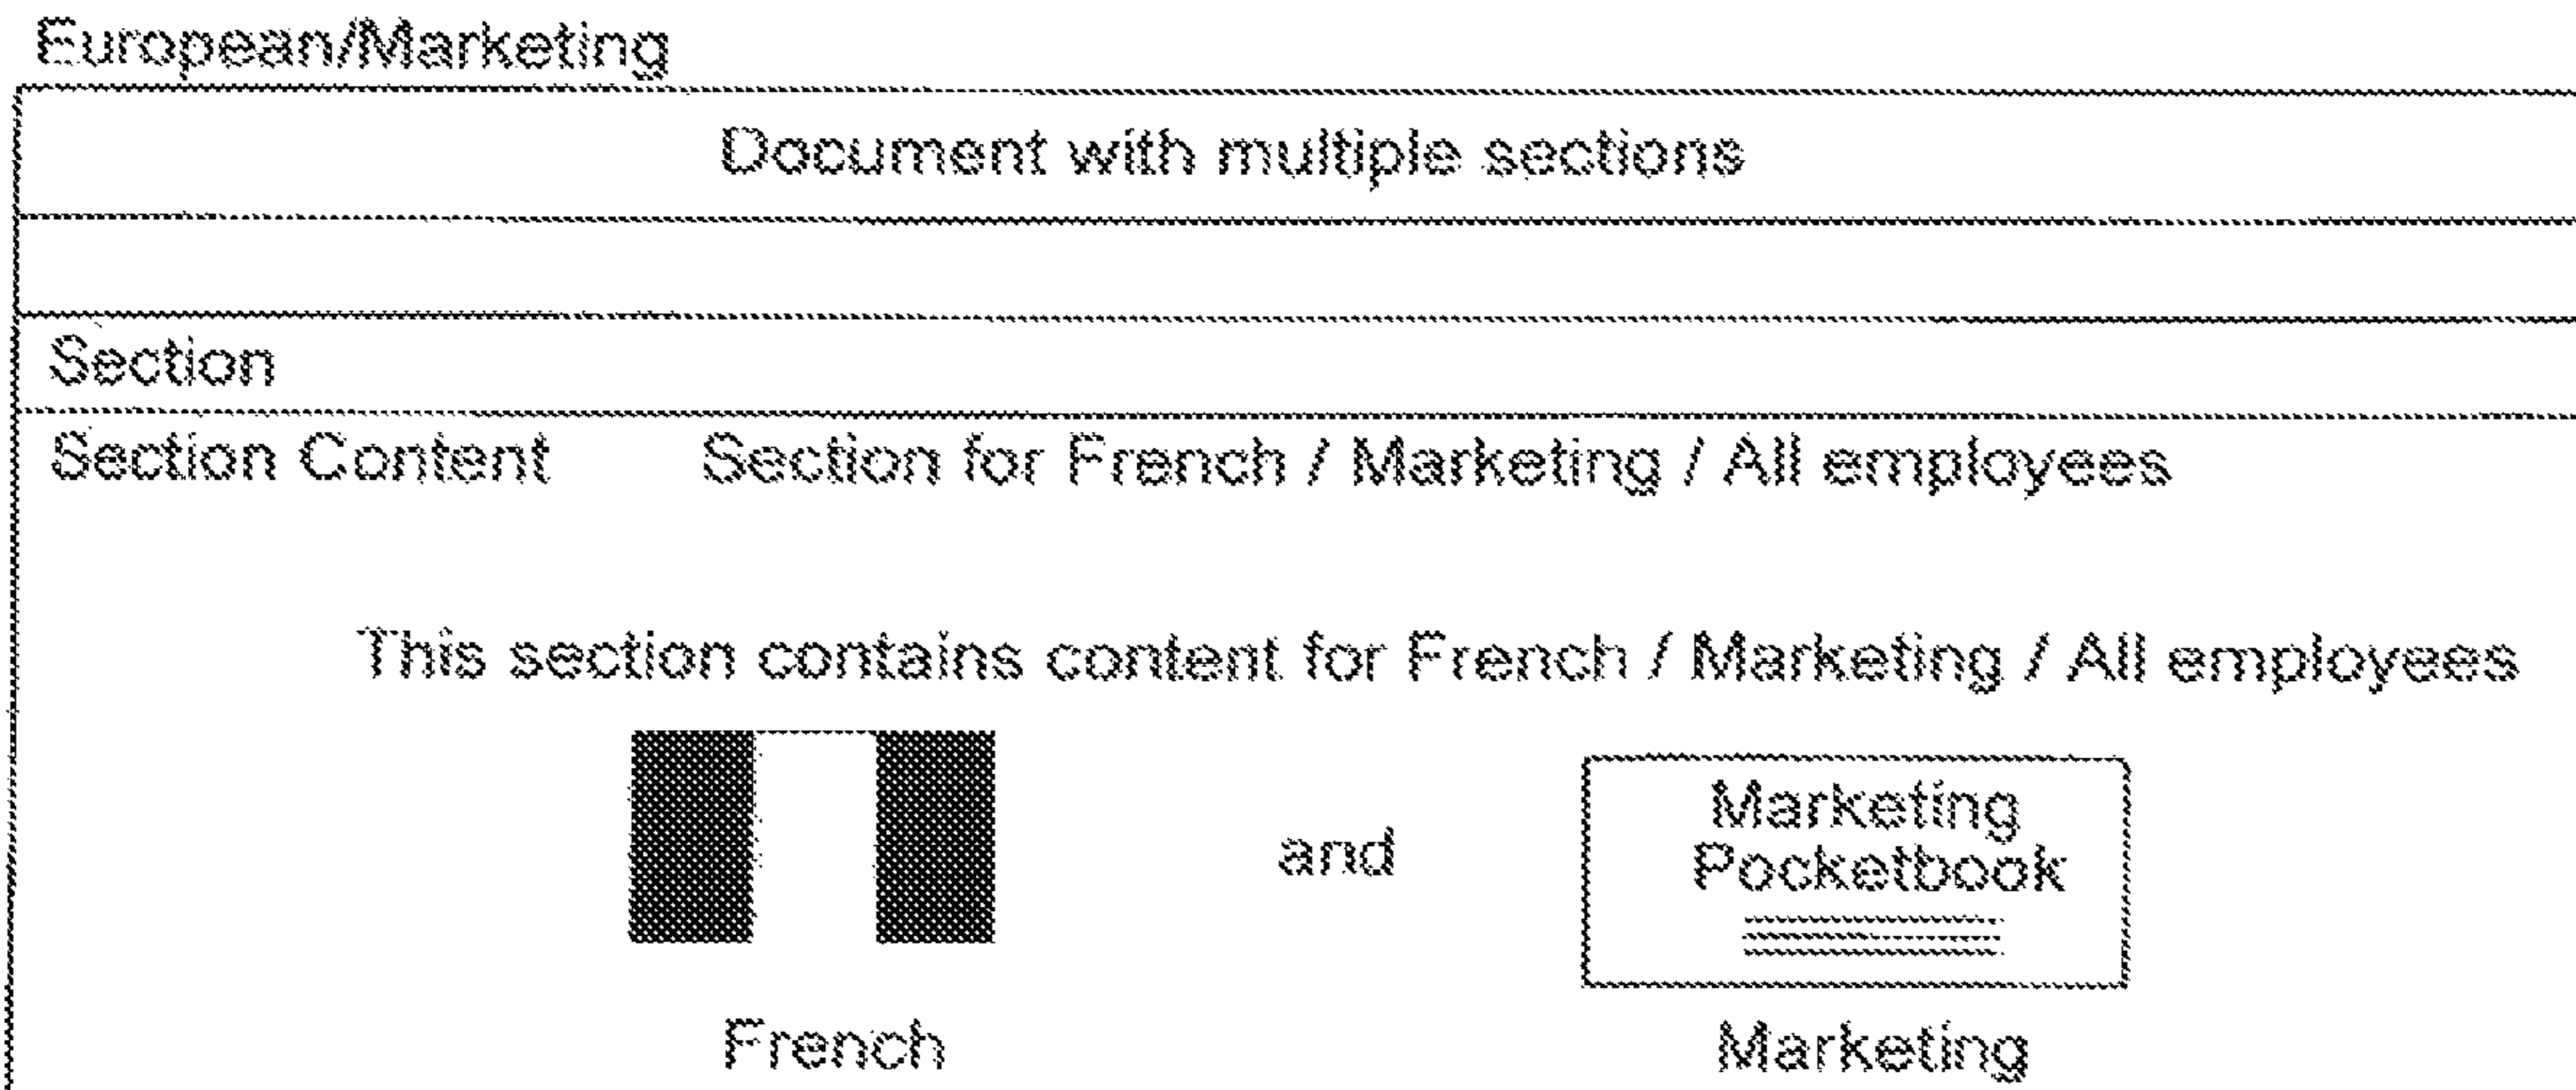 European/Marketing
Document with multiple sections
Section
Section Content Section for French / Marketing / All employees
This section contains content for French / Marketing / All employees
and
Marketing
Pocketbook
French
Marketing